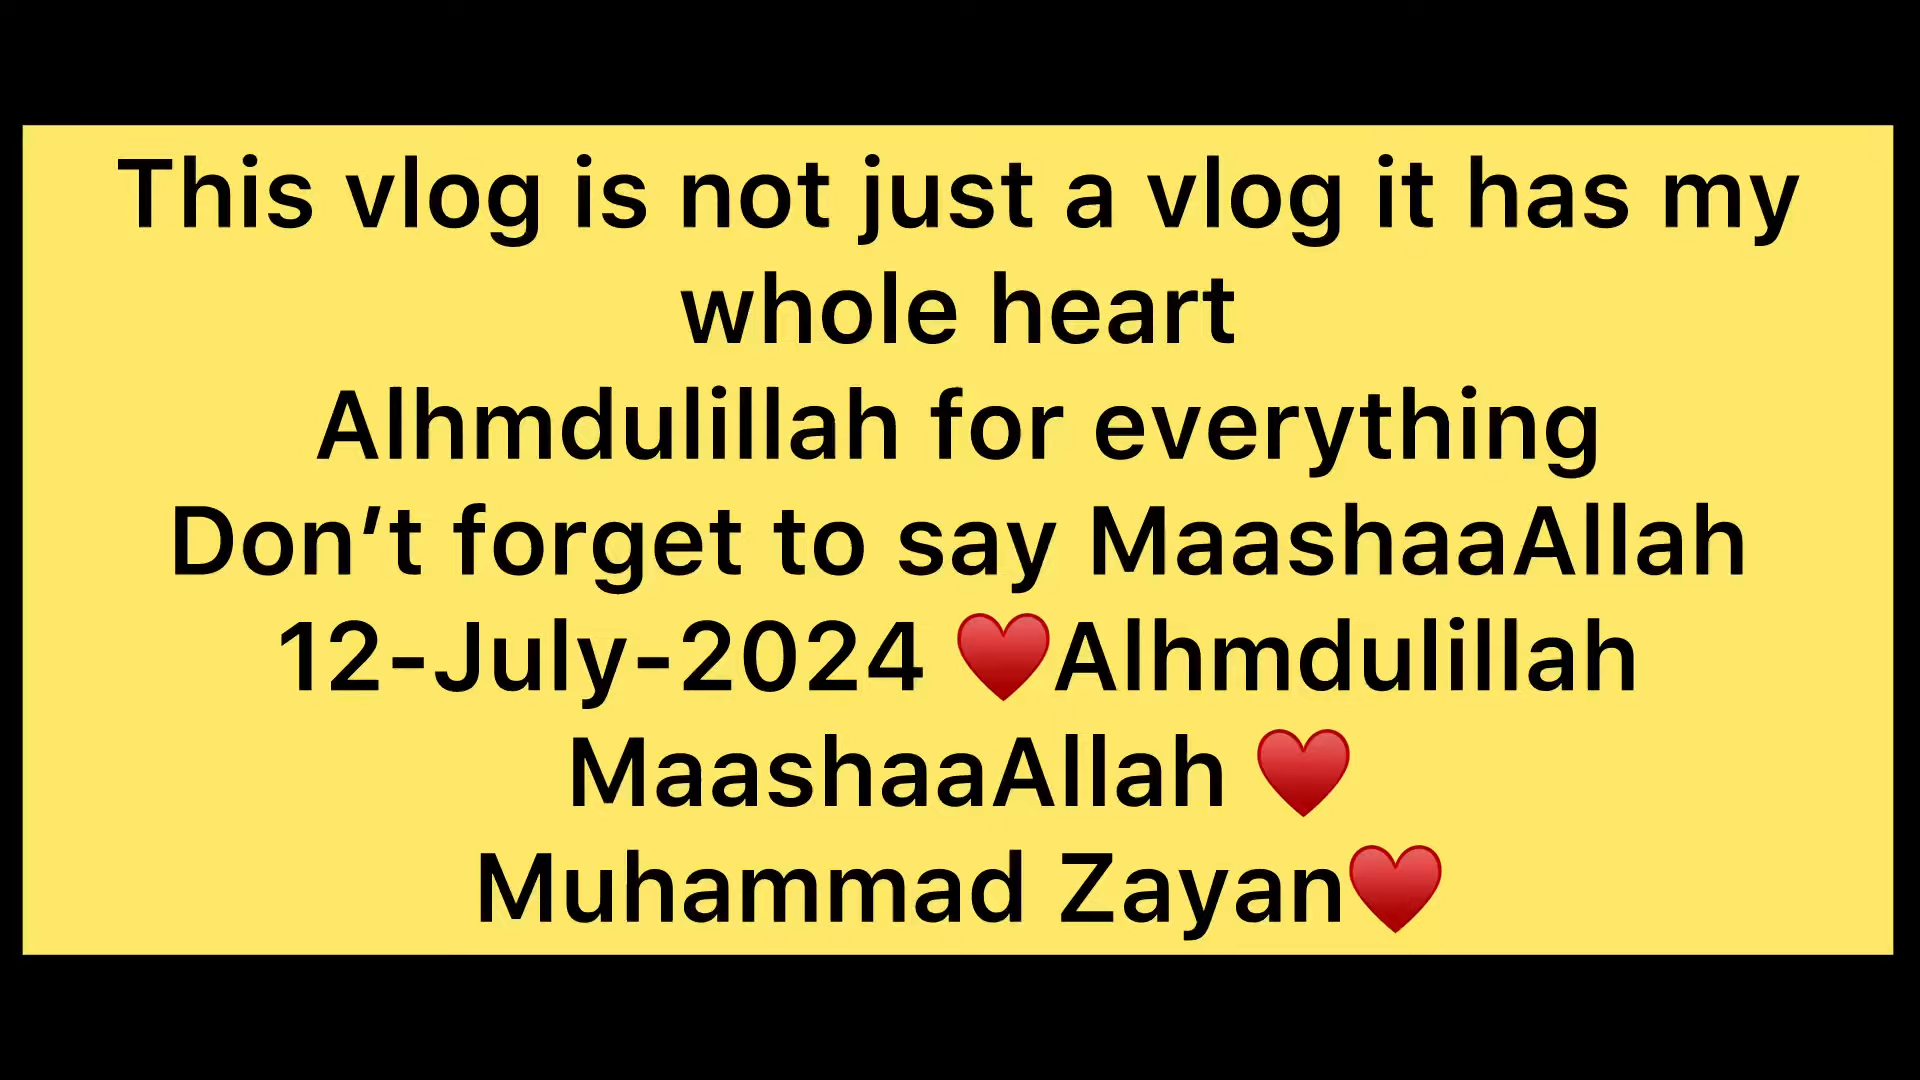 This vlog is not just a vlog it has my
whole heart
Alhmdulillah for everything
Don’t forget to say MaashaaAllah
12-July-2024 ♥️Alhmdulillah
MaashaaAllah ♥️
Muhammad Zayan♥️